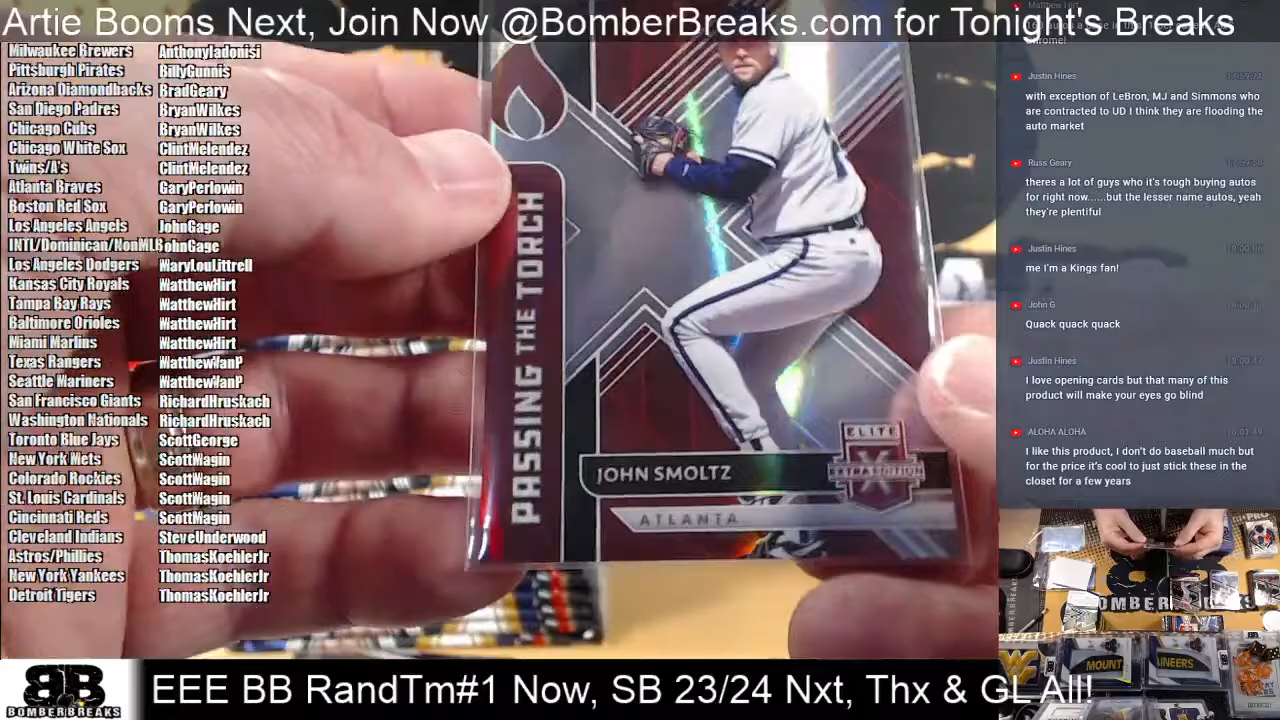 Artie Booms Next, Join Now @BomberBreaks.com for Tonight's Breaks
Milwaukee Brewers AnthonyIadonisi
Pittsburgh Pirates BillyGunnis
Arizona Diamondbacks BradGeary
San Diego Padres BryanWilkes
Chicago Cubs BryanWilkes
Chicago White Sox ClintMelendez
Twins/A's ClintMelendez
Atlanta Braves GaryPerlowin
Boston Red Sox GaryPerlowin
Los Angeles Angels JohnGage
INTL/Dominican/NonMLB JohnGage
Los Angeles Dodgers MaryLouLittrell
Kansas City Royals MatthewHirt
Tampa Bay Rays MatthewHirt
Baltimore Orioles MatthewHirt
Miami Marlins MatthewHirt
Texas Rangers MatthewVanP
Seattle Mariners MatthewVanP
San Francisco Giants RichardHruskach
Washington Nationals RichardHruskach
Toronto Blue Jays ScottGeorge
New York Mets ScottWagin
Colorado Rockies ScottWagin
St. Louis Cardinals ScottWagin
Cincinnati Reds ScottWagin
Cleveland Indians SteveUnderwood
Astros/Phillies ThomasKoehlerJr
New York Yankees ThomasKoehlerJr
Detroit Tigers ThomasKoehlerJr
PASSING THE TORCH
ELITE
EXTRA EDITION
JOHN SMOLTZ
ATLANTA
Matthew Hirt
chrome!
Justin Hines
with exception of LeBron, MJ and Simmons who
are contracted to UD I think they are flooding the
auto market
Russ Geary
theres a lot of guys who it's tough buying autos
for right now......but the lesser name autos, yeah
they're plentiful
Justin Hines
me I'm a Kings fan!
John G
Quack quack quack
Justin Hines
I love opening cards but that many of this
product will make your eyes go blind
ALOHA ALOHA
I like this product, I don't do baseball much but
for the price it's cool to just stick these in the
closet for a few years
MOUNT
AINEERS
BB
BOMBERBREAKS
EEE BB RandTm#1 Now, SB 23/24 Nxt, Thx & GL All!